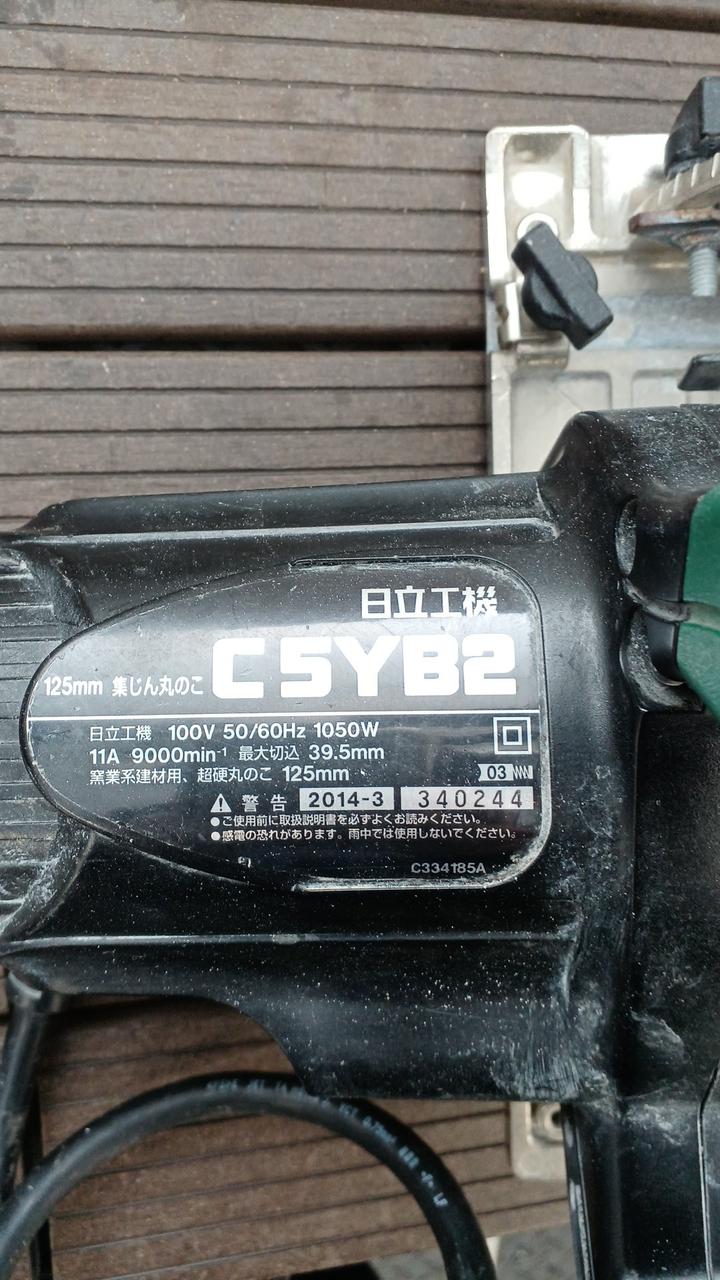 日立工機
125mm 集じん丸のこ C5YB2
日立工機 100V 50/60Hz 1050W
11A 9000min⁻¹ 最大切込 39.5mm
窯業系建材用、超硬丸のこ 125mm
03
警告 2014-3 340244
●ご使用前に取扱説明書を必ずよくお読みください。
●感電の恐れがあります。雨中では使用しないでください。
C334185A